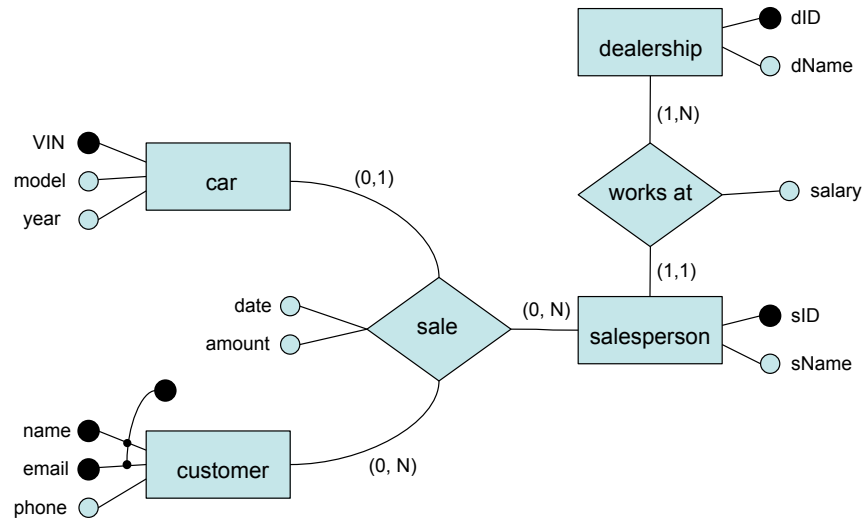 dID
dealership
dName
(1,N)
VIN
car
(0,1)
model
works at
salary
year
(1,1)
date
sale
(0, N)
salesperson
sID
amount
sName
name
email
customer
(0, N)
phone